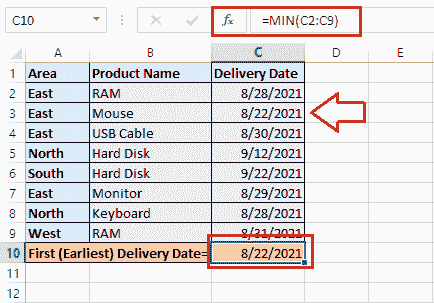 C10 fx =MIN(C2:C9)
A B C D E
1 Area Product Name Delivery Date
2 East RAM 8/28/2021
3 East Mouse 8/22/2021
4 East USB Cable 8/30/2021
5 North Hard Disk 9/12/2021
6 South Hard Disk 9/22/2021
7 East Monitor 8/29/2021
8 North Keyboard 8/28/2021
9 West RAM 8/31/2021
10 First (Earliest) Delivery Date= 8/22/2021
11
12